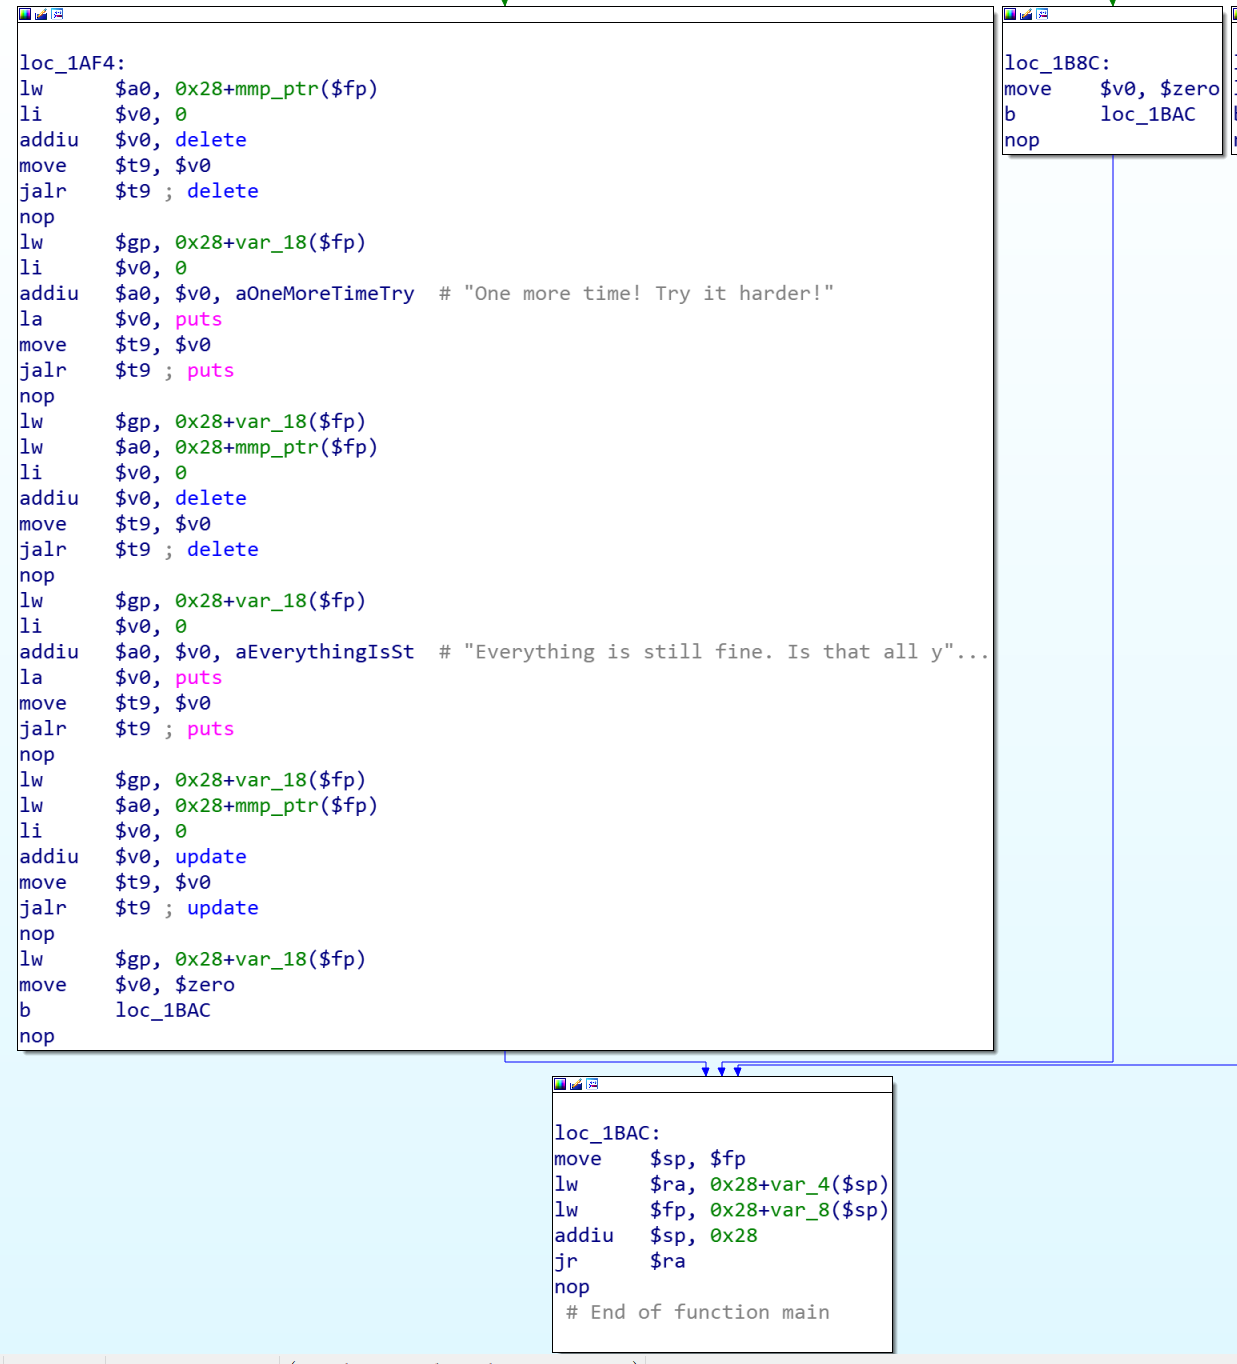 loc_1AF4:
lw $a0, 0x28+mmp_ptr($fp)
li $v0, 0
addiu $v0, delete
move $t9, $v0
jalr $t9 ; delete
nop
lw $gp, 0x28+var_18($fp)
li $v0, 0
addiu $a0, $v0, aOneMoreTimeTry # "One more time! Try it harder!"
la $v0, puts
move $t9, $v0
jalr $t9 ; puts
nop
lw $gp, 0x28+var_18($fp)
lw $a0, 0x28+mmp_ptr($fp)
li $v0, 0
addiu $v0, delete
move $t9, $v0
jalr $t9 ; delete
nop
lw $gp, 0x28+var_18($fp)
li $v0, 0
addiu $a0, $v0, aEverythingIsSt # "Everything is still fine. Is that all y"...
la $v0, puts
move $t9, $v0
jalr $t9 ; puts
nop
lw $gp, 0x28+var_18($fp)
lw $a0, 0x28+mmp_ptr($fp)
li $v0, 0
addiu $v0, update
move $t9, $v0
jalr $t9 ; update
nop
lw $gp, 0x28+var_18($fp)
move $v0, $zero
b loc_1BAC
nop
loc_1B8C:
move $v0, $zero
b loc_1BAC
nop
loc_1BAC:
move $sp, $fp
lw $ra, 0x28+var_4($sp)
lw $fp, 0x28+var_8($sp)
addiu $sp, 0x28
jr $ra
nop
# End of function main